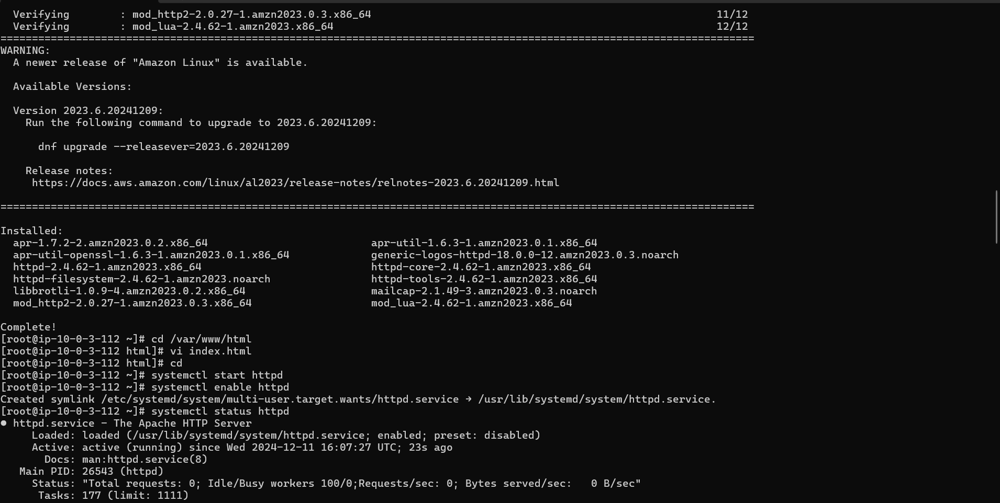 Verifying        : mod_http2-2.0.27-1.amzn2023.0.3.x86_64                                                       11/12
  Verifying        : mod_lua-2.4.62-1.amzn2023.x86_64                                                             12/12
========================================================================================================================
WARNING:
  A newer release of "Amazon Linux" is available.

  Available Versions:

  Version 2023.6.20241209:
    Run the following command to upgrade to 2023.6.20241209:

      dnf upgrade --releasever=2023.6.20241209

    Release notes:
     https://docs.aws.amazon.com/linux/al2023/release-notes/relnotes-2023.6.20241209.html

========================================================================================================================

Installed:
  apr-1.7.2-2.amzn2023.0.2.x86_64                          apr-util-1.6.3-1.amzn2023.0.1.x86_64
  apr-util-openssl-1.6.3-1.amzn2023.0.1.x86_64             generic-logos-httpd-18.0.0-12.amzn2023.0.3.noarch
  httpd-2.4.62-1.amzn2023.x86_64                           httpd-core-2.4.62-1.amzn2023.x86_64
  httpd-filesystem-2.4.62-1.amzn2023.noarch                httpd-tools-2.4.62-1.amzn2023.x86_64
  libbrotli-1.0.9-4.amzn2023.0.2.x86_64                    mailcap-2.1.49-3.amzn2023.0.3.noarch
  mod_http2-2.0.27-1.amzn2023.0.3.x86_64                   mod_lua-2.4.62-1.amzn2023.x86_64

Complete!
[root@ip-10-0-3-112 ~]# cd /var/www/html
[root@ip-10-0-3-112 html]# vi index.html
[root@ip-10-0-3-112 html]# cd
[root@ip-10-0-3-112 ~]# systemctl start httpd
[root@ip-10-0-3-112 ~]# systemctl enable httpd
Created symlink /etc/systemd/system/multi-user.target.wants/httpd.service → /usr/lib/systemd/system/httpd.service.
[root@ip-10-0-3-112 ~]# systemctl status httpd
● httpd.service - The Apache HTTP Server
     Loaded: loaded (/usr/lib/systemd/system/httpd.service; enabled; preset: disabled)
     Active: active (running) since Wed 2024-12-11 16:07:27 UTC; 23s ago
       Docs: man:httpd.service(8)
   Main PID: 26543 (httpd)
     Status: "Total requests: 0; Idle/Busy workers 100/0;Requests/sec: 0; Bytes served/sec:   0 B/sec"
      Tasks: 177 (limit: 1111)